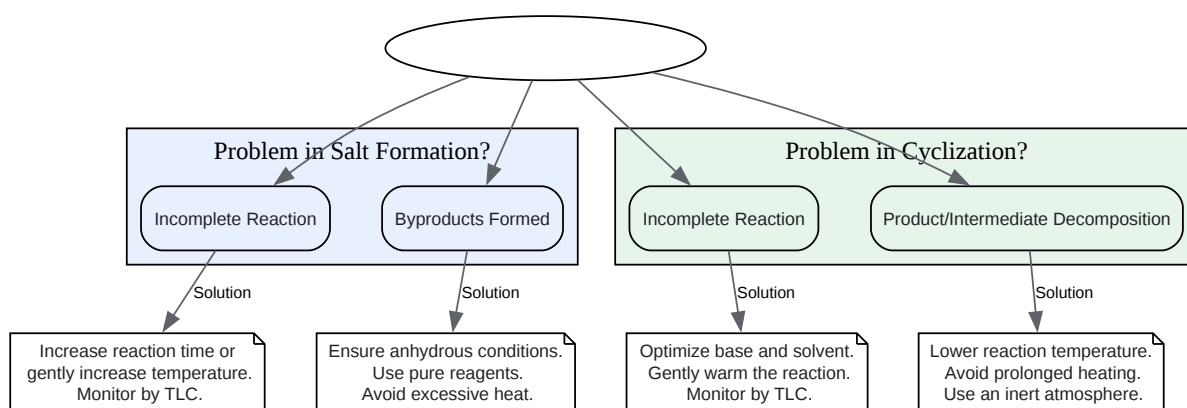 Problem in Salt Formation?
Incomplete Reaction
Byproducts Formed
Problem in Cyclization?
Incomplete Reaction
Product/Intermediate Decomposition
Solution
Solution
Solution
Solution
Increase reaction time or
gently increase temperature.
Monitor by TLC.
Ensure anhydrous conditions.
Use pure reagents.
Avoid excessive heat.
Optimize base and solvent.
Gently warm the reaction.
Monitor by TLC.
Lower reaction temperature.
Avoid prolonged heating.
Use an inert atmosphere.